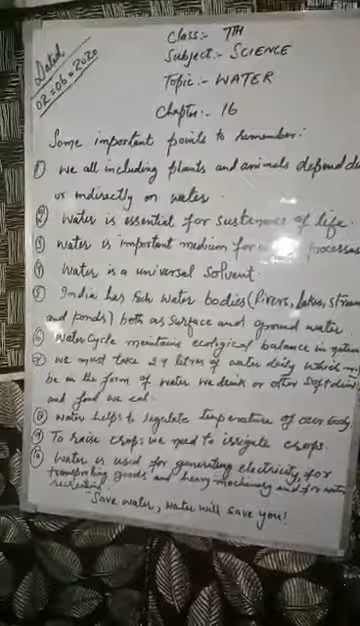 Dated
02=06=2020
Class:- 7TH
Subject:- SCIENCE
Topic:- WATER
Chapter:- 16
Some important points to remember:
① we all including plants and animals depend di
or indirectly on water.
② Water is essential for sustenance of life.
③ water is important medium for processes
④ Water is a universal solvent.
⑤ India has rich water bodies (Rivers, lakes, stream
and ponds) both as surface and ground water
⑥ Water Cycle maintains ecological balance in nature
⑦ we must take 24 litres of water daily which m
be in the form of water we drink or other soft drin
and food we eat.
⑧ water helps to regulate temperature of our body
⑨ To raise crops we need to irrigate crops.
⑩ Water is used for generating electricity, for
transporting goods and heavy machinery and for water
"Save water, water will save you!